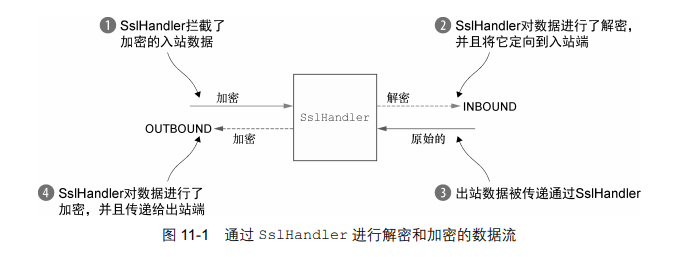 1 SslHandler拦截了
加密的入站数据
2 SslHandler对数据进行了解密，
并且将它定向到入站端
加密
解密
SslHandler
INBOUND
OUTBOUND
加密
原始的
4 SslHandler对数据进行了
加密，并且传递给出站端
3 出站数据被传递通过SslHandler
图 11-1 通过 SslHandler 进行解密和加密的数据流